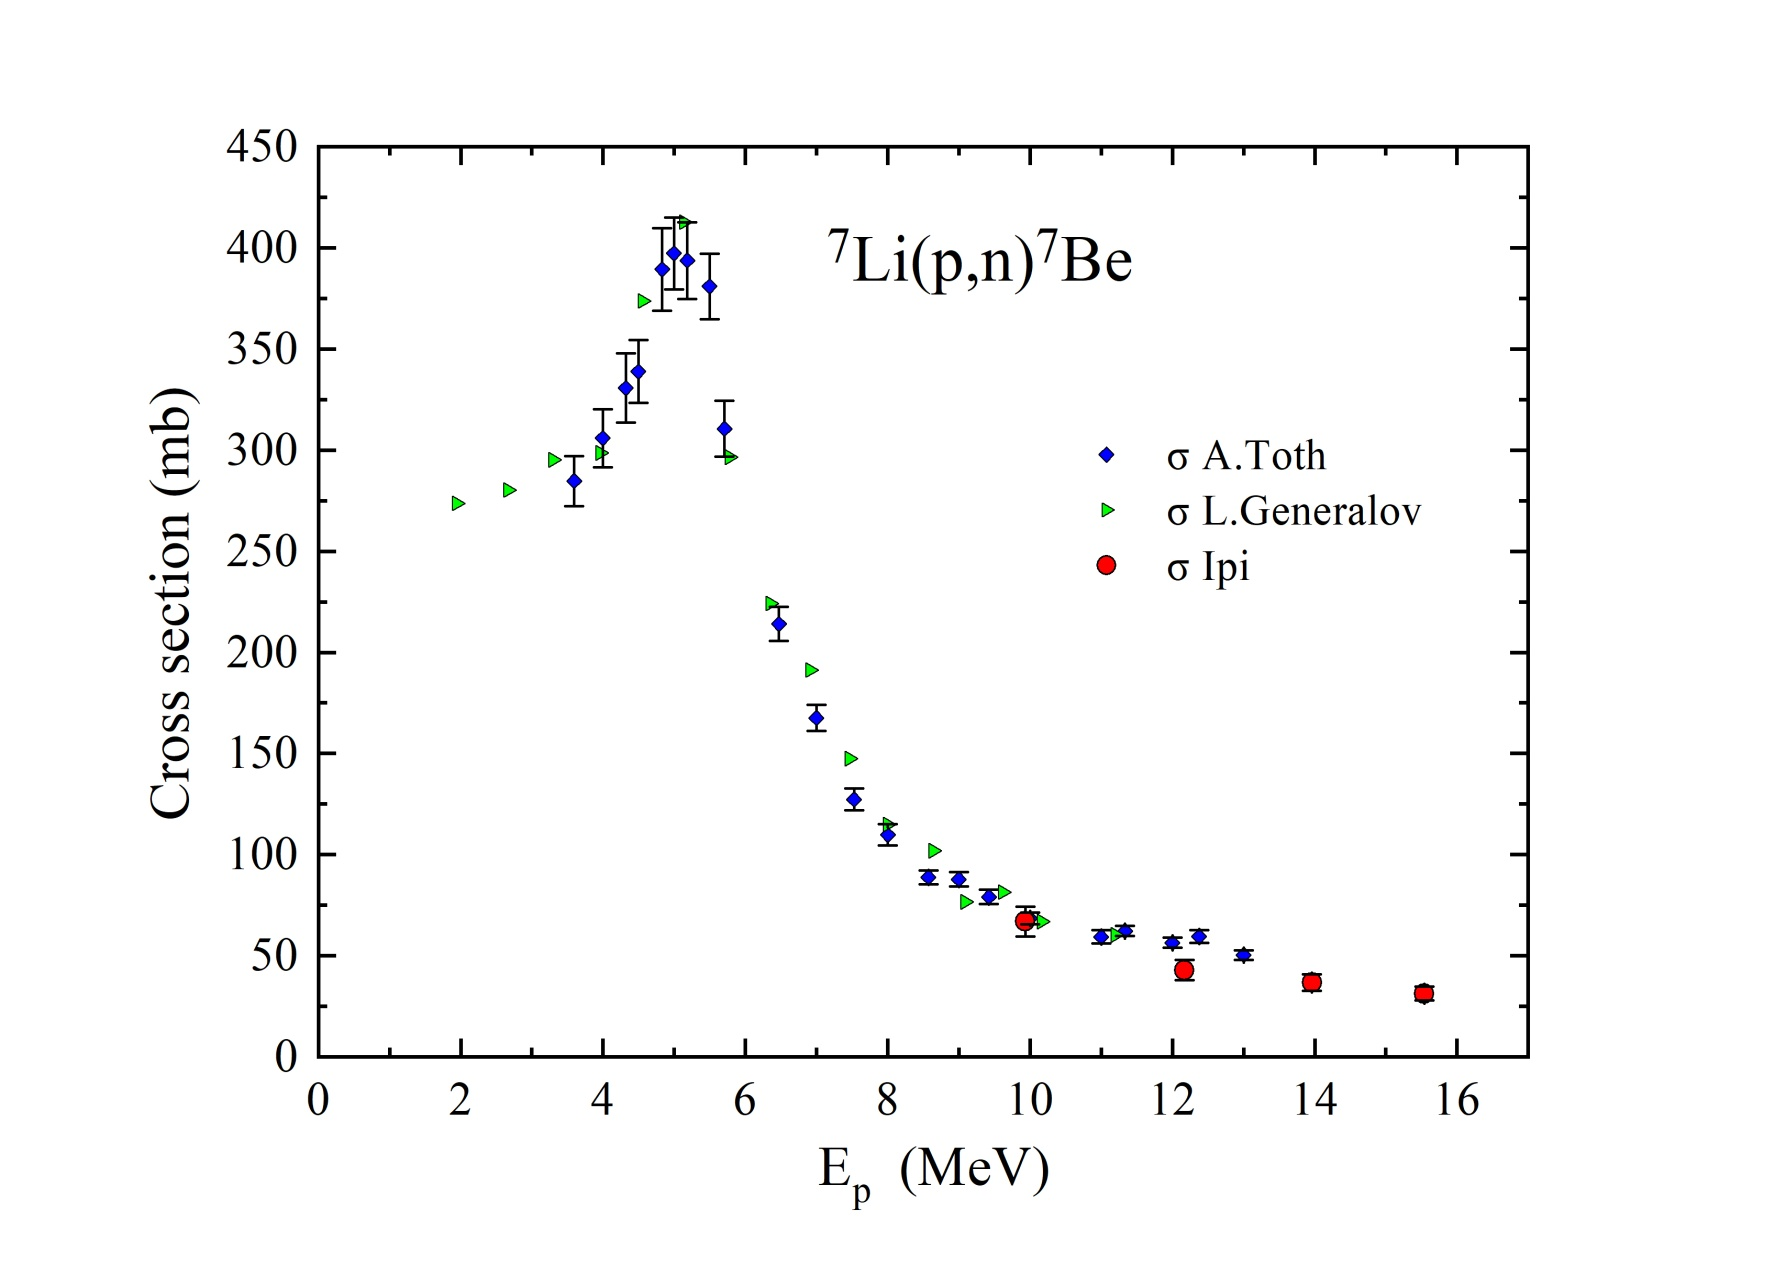 450
400
350
300
250
200
150
100
50
0
Cross section (mb)
⁷Li(p,n)⁷Be
σ A.Toth
σ L.Generalov
σ Ipi
0 2 4 6 8 10 12 14 16
Eₚ (MeV)